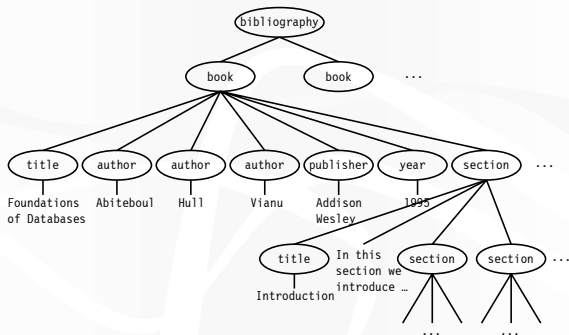 bibliography
book book ...
title author author author publisher year section ...
Foundations of Databases Abiteboul Hull Vianu Addison Wesley 1995
title In this section we introduce … section section ...
Introduction
... ...